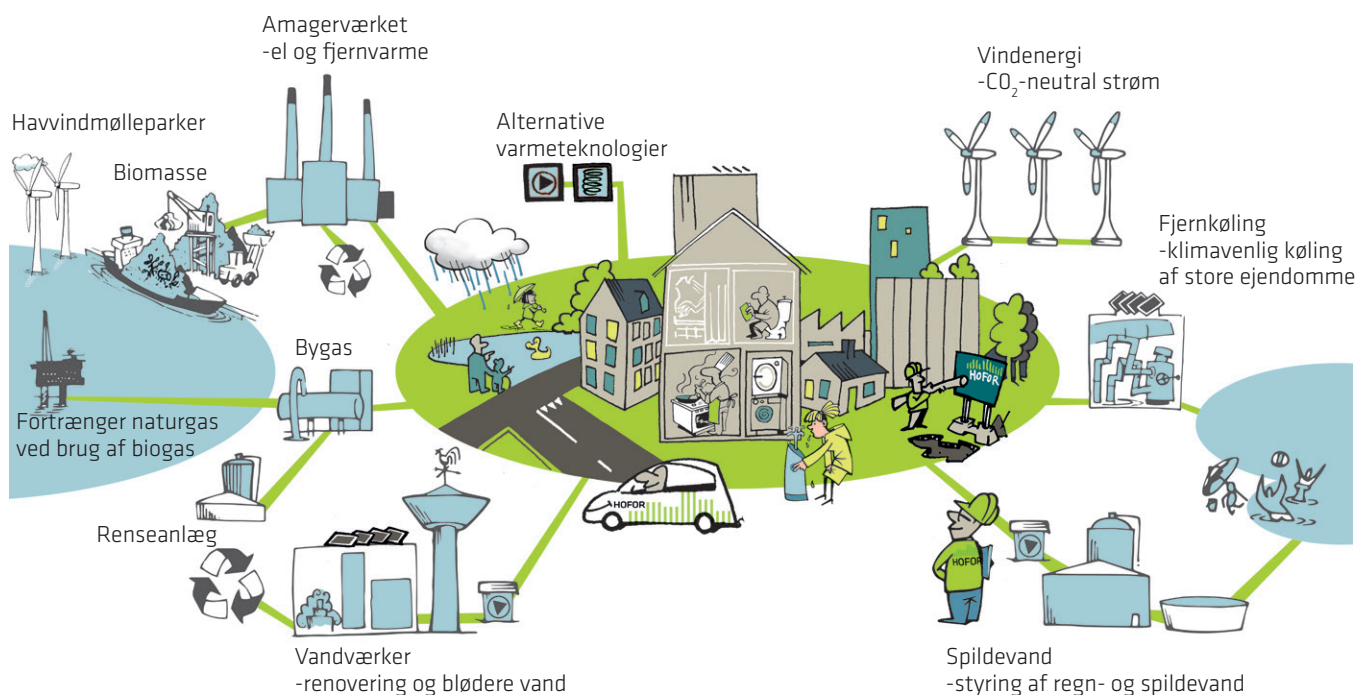 Amagerværket
-el og fjernvarme
Vindenergi
-CO₂-neutral strøm
Havvindmølleparker
Alternative
varmeteknologier
Biomasse
Fjernkøling
-klimavenlig køling
af store ejendomme
Bygas
HOFOR
Fortrænger naturgas
ved brug af biogas
HOFOR
Renseanlæg
HOFOR
Vandværker
-renovering og blødere vand
Spildevand
-styring af regn- og spildevand